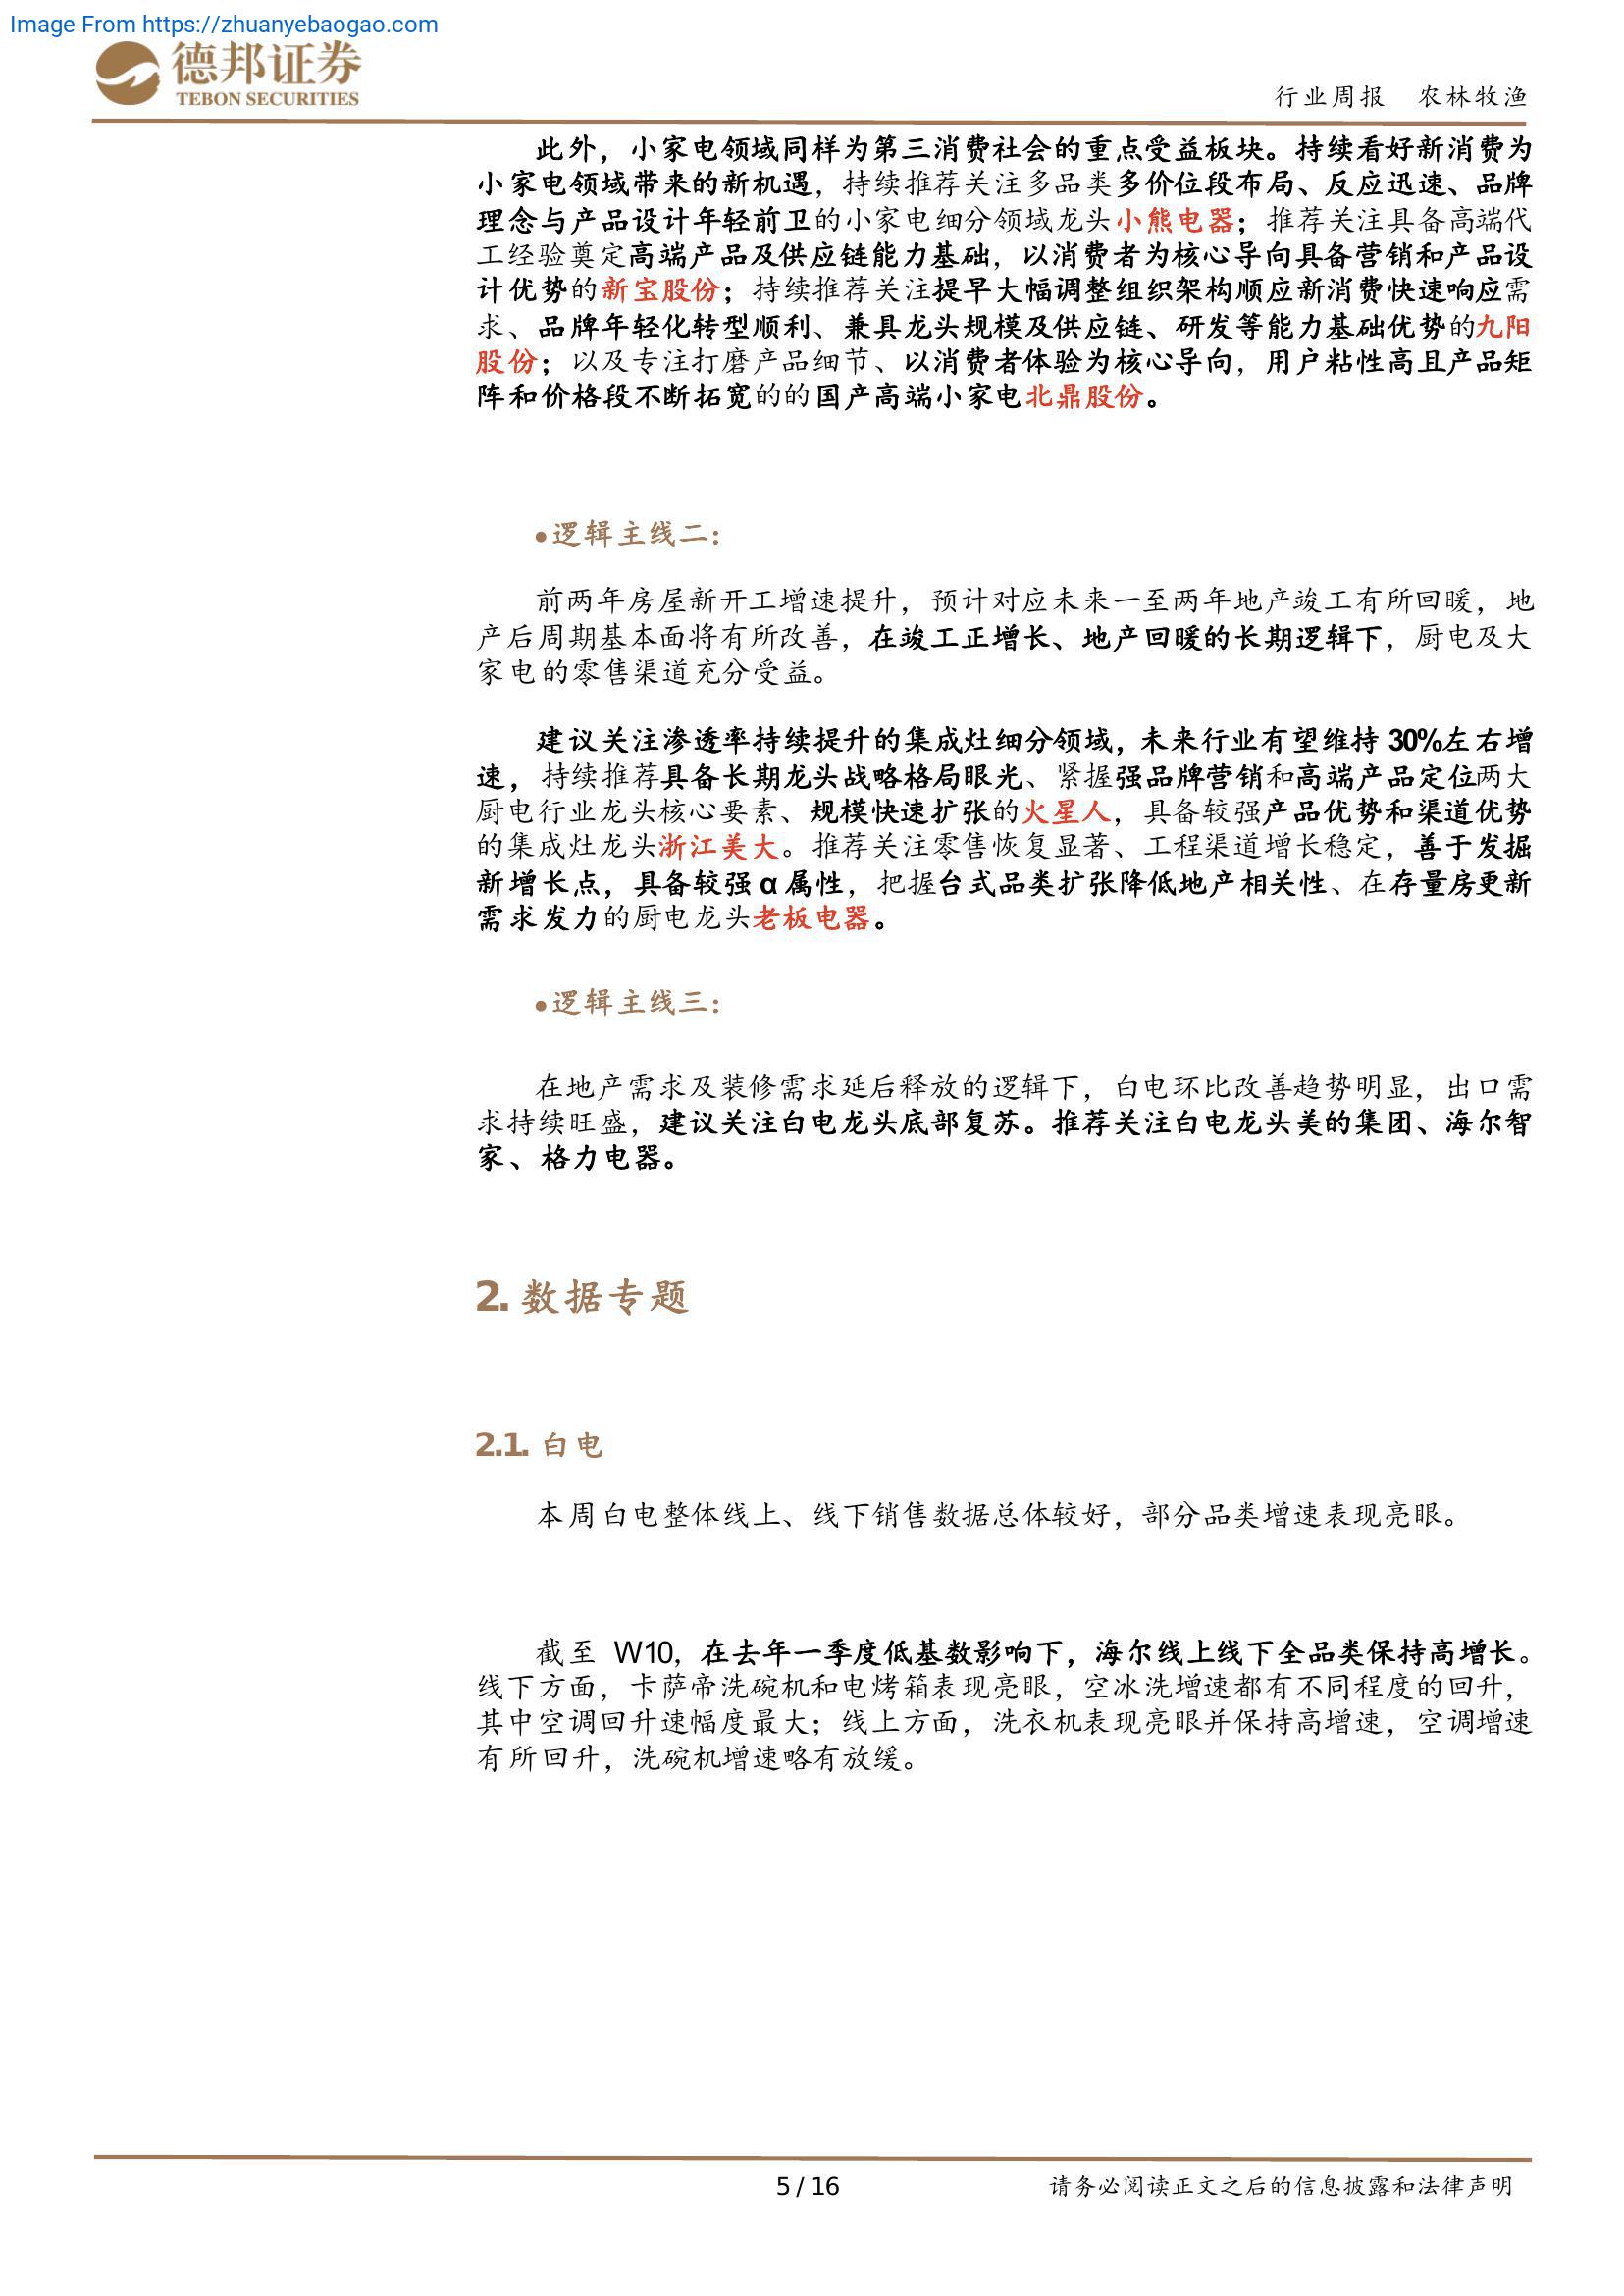 Image From https://zhuanyebaogao.com
德邦证券
TEBON SECURITIES
行业周报 农林牧渔
此外，小家电领域同样为第三消费社会的重点受益板块。持续看好新消费为
小家电领域带来的新机遇，持续推荐关注多品类多价位段布局、反应迅速、品牌
理念与产品设计年轻前卫的小家电细分领域龙头小熊电器；推荐关注具备高端代
工经验奠定高端产品及供应链能力基础，以消费者为核心导向具备营销和产品设
计优势的新宝股份；持续推荐关注提早大幅调整组织架构顺应新消费快速响应需
求、品牌年轻化转型顺利、兼具龙头规模及供应链、研发等能力基础优势的九阳
股份；以及专注打磨产品细节、以消费者体验为核心导向，用户粘性高且产品矩
阵和价格段不断拓宽的的国产高端小家电北鼎股份。
●逻辑主线二：
前两年房屋新开工增速提升，预计对应未来一至两年地产竣工有所回暖，地
产后周期基本面将有所改善，在竣工正增长、地产回暖的长期逻辑下，厨电及大
家电的零售渠道充分受益。
建议关注渗透率持续提升的集成灶细分领域，未来行业有望维持 30%左右增
速，持续推荐具备长期龙头战略格局眼光、紧握强品牌营销和高端产品定位两大
厨电行业龙头核心要素、规模快速扩张的火星人，具备较强产品优势和渠道优势
的集成灶龙头浙江美大。推荐关注零售恢复显著、工程渠道增长稳定，善于发掘
新增长点，具备较强 α 属性，把握台式品类扩张降低地产相关性、在存量房更新
需求发力的厨电龙头老板电器。
●逻辑主线三：
在地产需求及装修需求延后释放的逻辑下，白电环比改善趋势明显，出口需
求持续旺盛，建议关注白电龙头底部复苏。推荐关注白电龙头美的集团、海尔智
家、格力电器。
2. 数据专题
2.1. 白电
本周白电整体线上、线下销售数据总体较好，部分品类增速表现亮眼。
截至 W10，在去年一季度低基数影响下，海尔线上线下全品类保持高增长。
线下方面，卡萨帝洗碗机和电烤箱表现亮眼，空冰洗增速都有不同程度的回升，
其中空调回升速幅度最大；线上方面，洗衣机表现亮眼并保持高增速，空调增速
有所回升，洗碗机增速略有放缓。
5 / 16
请务必阅读正文之后的信息披露和法律声明